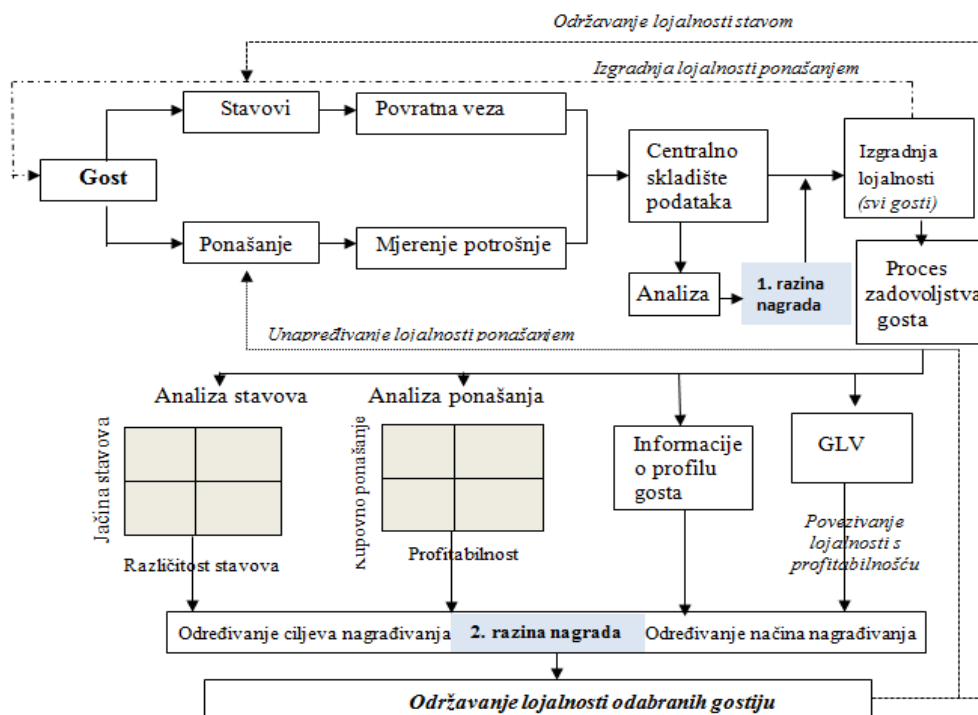 Održavanje lojalnosti stavom
Izgradnja lojalnosti ponašanjem
Stavovi
Povratna veza
Gost
Centralno
skladište
podataka
Izgradnja
lojalnosti
(svi gosti)
Ponašanje
Mjerenje potrošnje
Analiza
1. razina
nagrada
Proces
zadovoljstva
gosta
Unapređivanje lojalnosti ponašanjem
Analiza stavova
Analiza ponašanja
Jačina stavova
Različitost stavova
Kupovno ponašanje
Profitabilnost
Informacije
o profilu
gosta
GLV
Povezivanje
lojalnosti s
profitabilnošću
Određivanje ciljeva nagrađivanja
2. razina nagrada
Određivanje načina nagrađivanja
Održavanje lojalnosti odabranih gostiju